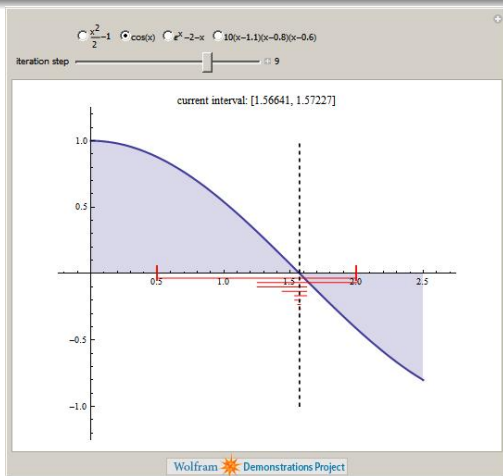 x²/2−1 cos(x) eˣ−2−x 10(x−1.1)(x−0.8)(x−0.6)
iteration step 9
current interval: [1.56641, 1.57227]
1.0
0.5
0.5 1.0 1.5 2.0 2.5
−0.5
−1.0
Wolfram Demonstrations Project